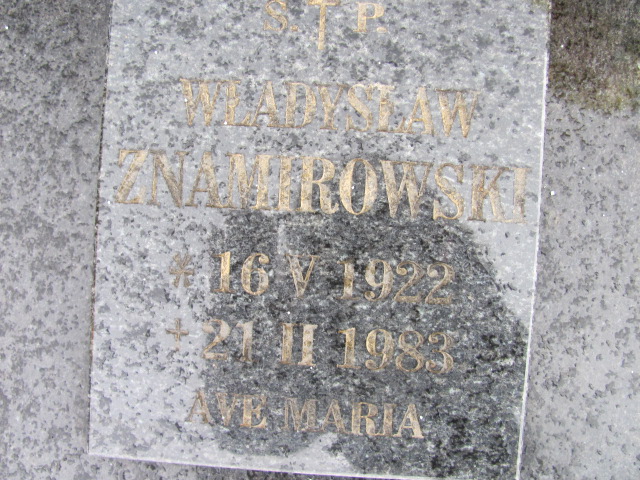 S. † P.
WŁADYSŁAW
ZNAMIROWSKI
* 16 V 1922
+ 21 II 1983
AVE MARIA